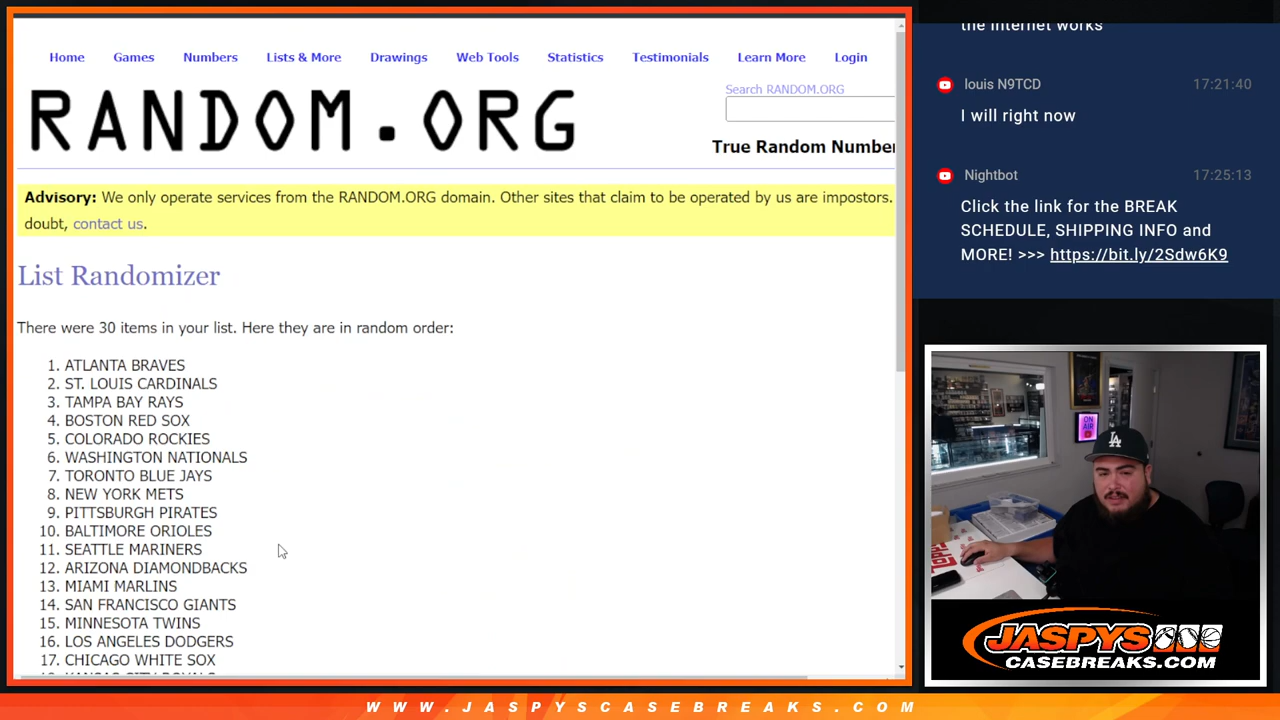 Home Games Numbers Lists & More Drawings Web Tools Statistics Testimonials Learn More Login
RANDOM.ORG
Search RANDOM.ORG
True Random Number
Advisory: We only operate services from the RANDOM.ORG domain. Other sites that claim to be operated by us are impostors.
doubt, contact us.
List Randomizer
There were 30 items in your list. Here they are in random order:
1. ATLANTA BRAVES
2. ST. LOUIS CARDINALS
3. TAMPA BAY RAYS
4. BOSTON RED SOX
5. COLORADO ROCKIES
6. WASHINGTON NATIONALS
7. TORONTO BLUE JAYS
8. NEW YORK METS
9. PITTSBURGH PIRATES
10. BALTIMORE ORIOLES
11. SEATTLE MARINERS
12. ARIZONA DIAMONDBACKS
13. MIAMI MARLINS
14. SAN FRANCISCO GIANTS
15. MINNESOTA TWINS
16. LOS ANGELES DODGERS
17. CHICAGO WHITE SOX
the internet works
louis N9TCD 17:21:40
I will right now
Nightbot 17:25:13
Click the link for the BREAK
SCHEDULE, SHIPPING INFO and
MORE! >>> https://bit.ly/2Sdw6K9
ON
AIR
LA
JASPYS
CASEBREAKS.COM
WWW.JASPYSCASEBREAKS.COM